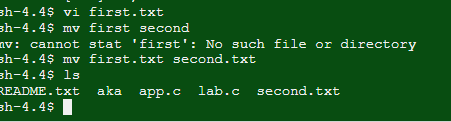 sh-4.4$ vi first.txt
sh-4.4$ mv first second
mv: cannot stat 'first': No such file or directory
sh-4.4$ mv first.txt second.txt
sh-4.4$ ls
README.txt  aka  app.c  lab.c  second.txt
sh-4.4$